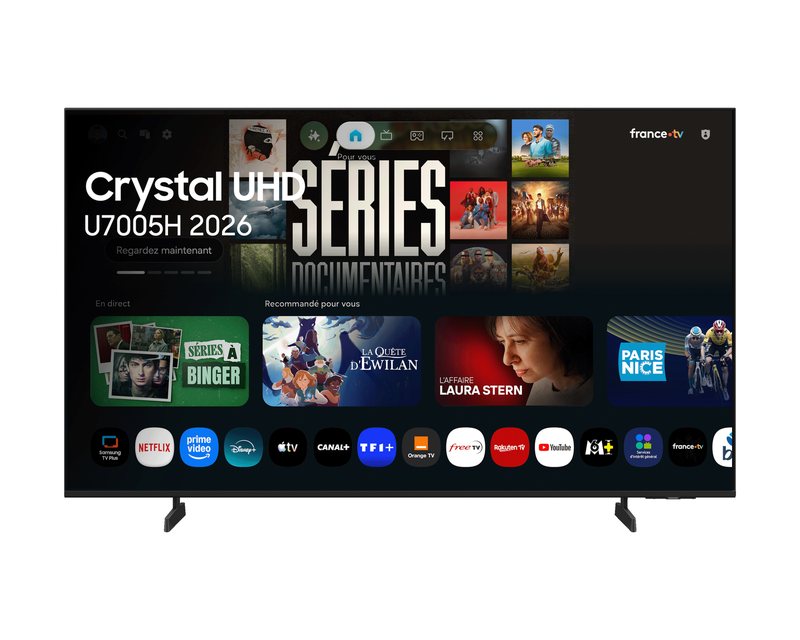 france•tv
Pour vous
Crystal UHD
U7005H 2026
SÉRIES
DOCUMENTAIRES
Regardez maintenant
En direct
Recommandé pour vous
SÉRIES À
BINGER
LA QUÊTE
D'EWILAN
L'AFFAIRE
LAURA STERN
PARIS
NICE
Samsung
TV Plus
NETFLIX
prime
video
Disney+
tv
CANAL+
TF1+
Orange TV
free TV
Rakuten TV
YouTube
M6+
Services
d'intérêt général
france•tv
b